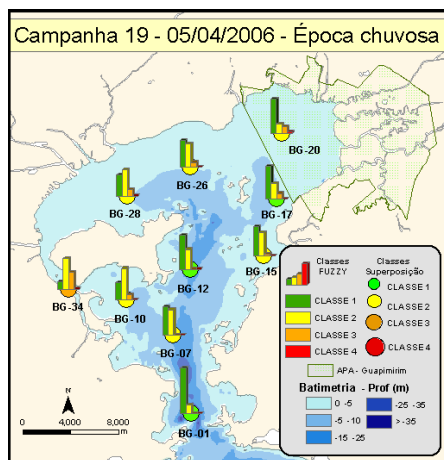 Campanha 19 - 05/04/2006 - Época chuvosa
BG-20
BG-26
BG-28
BG-17
BG-15
BG-12
BG-34
BG-10
BG-07
BG-01
N
0 4,000 8,000
m
Classes FUZZY
CLASSE 1
CLASSE 2
CLASSE 3
CLASSE 4
Classes Superposição
CLASSE 1
CLASSE 2
CLASSE 3
CLASSE 4
APA - Guapimirim
Batimetria - Prof (m)
0 -5
-5 -10
-15 -25
-25 -35
>-35